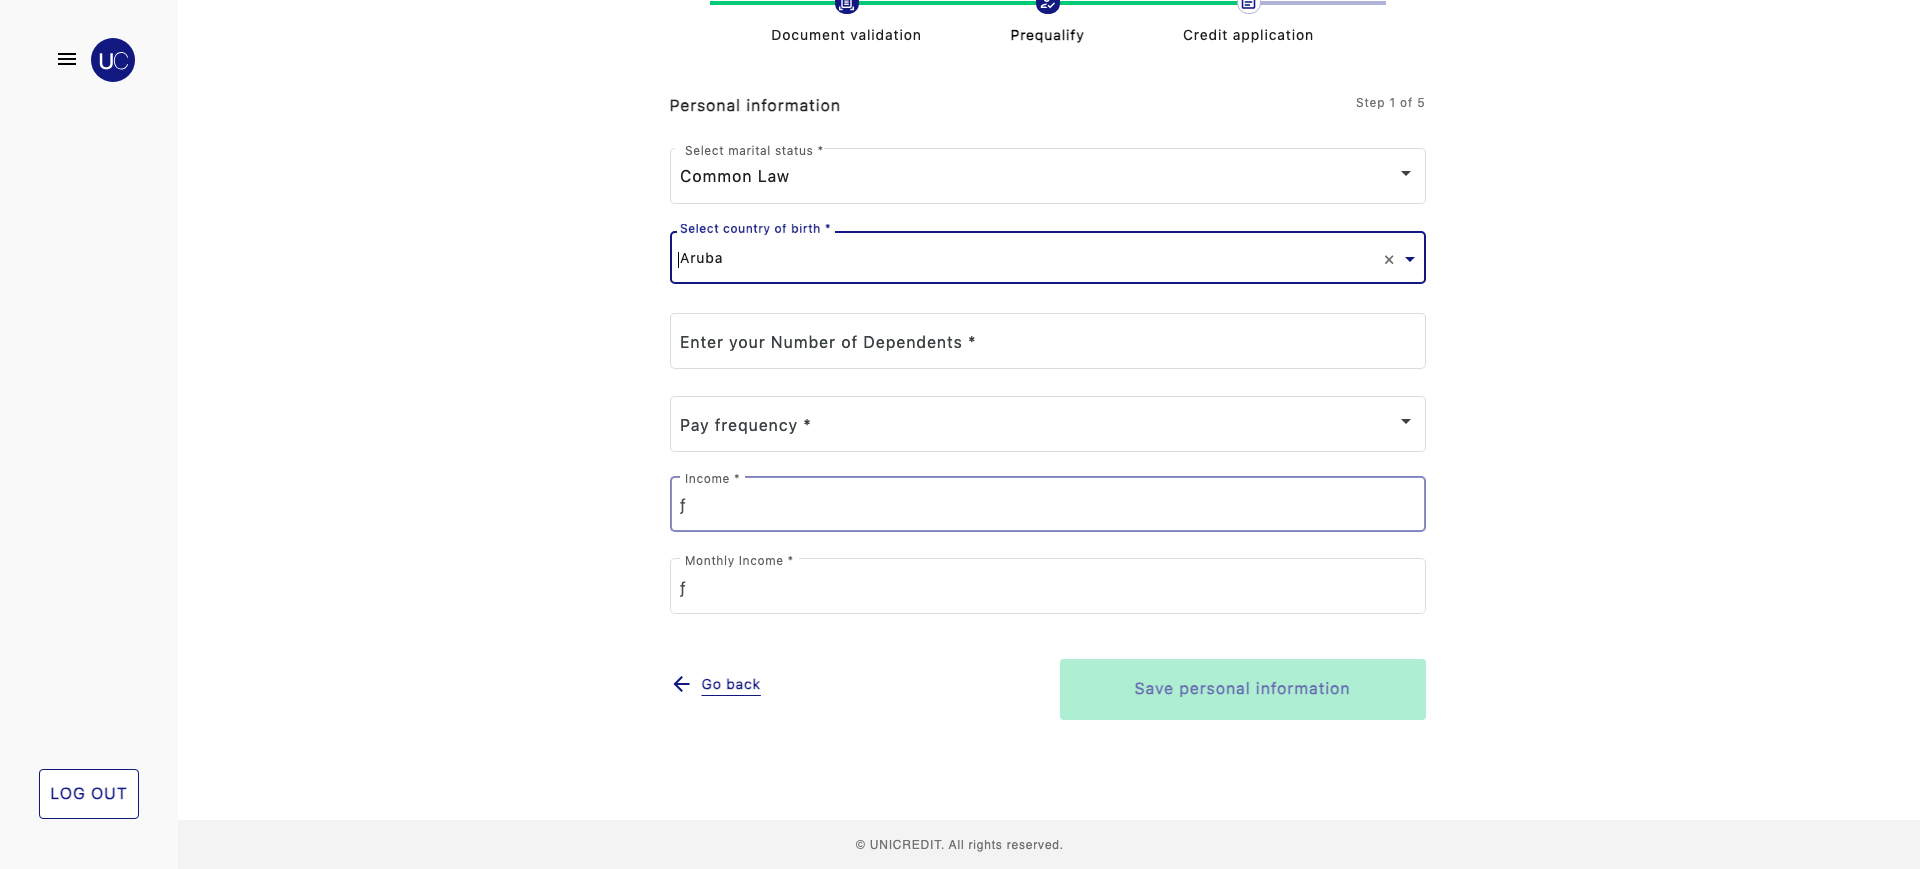 Document validation
Prequalify
Credit application
UC
Personal information
Step 1 of 5
Select marital status *
Common Law
Select country of birth *
Aruba
Enter your Number of Dependents *
Pay frequency *
Income *
ƒ
Monthly Income *
ƒ
Go back
Save personal information
LOG OUT
© UNICREDIT. All rights reserved.